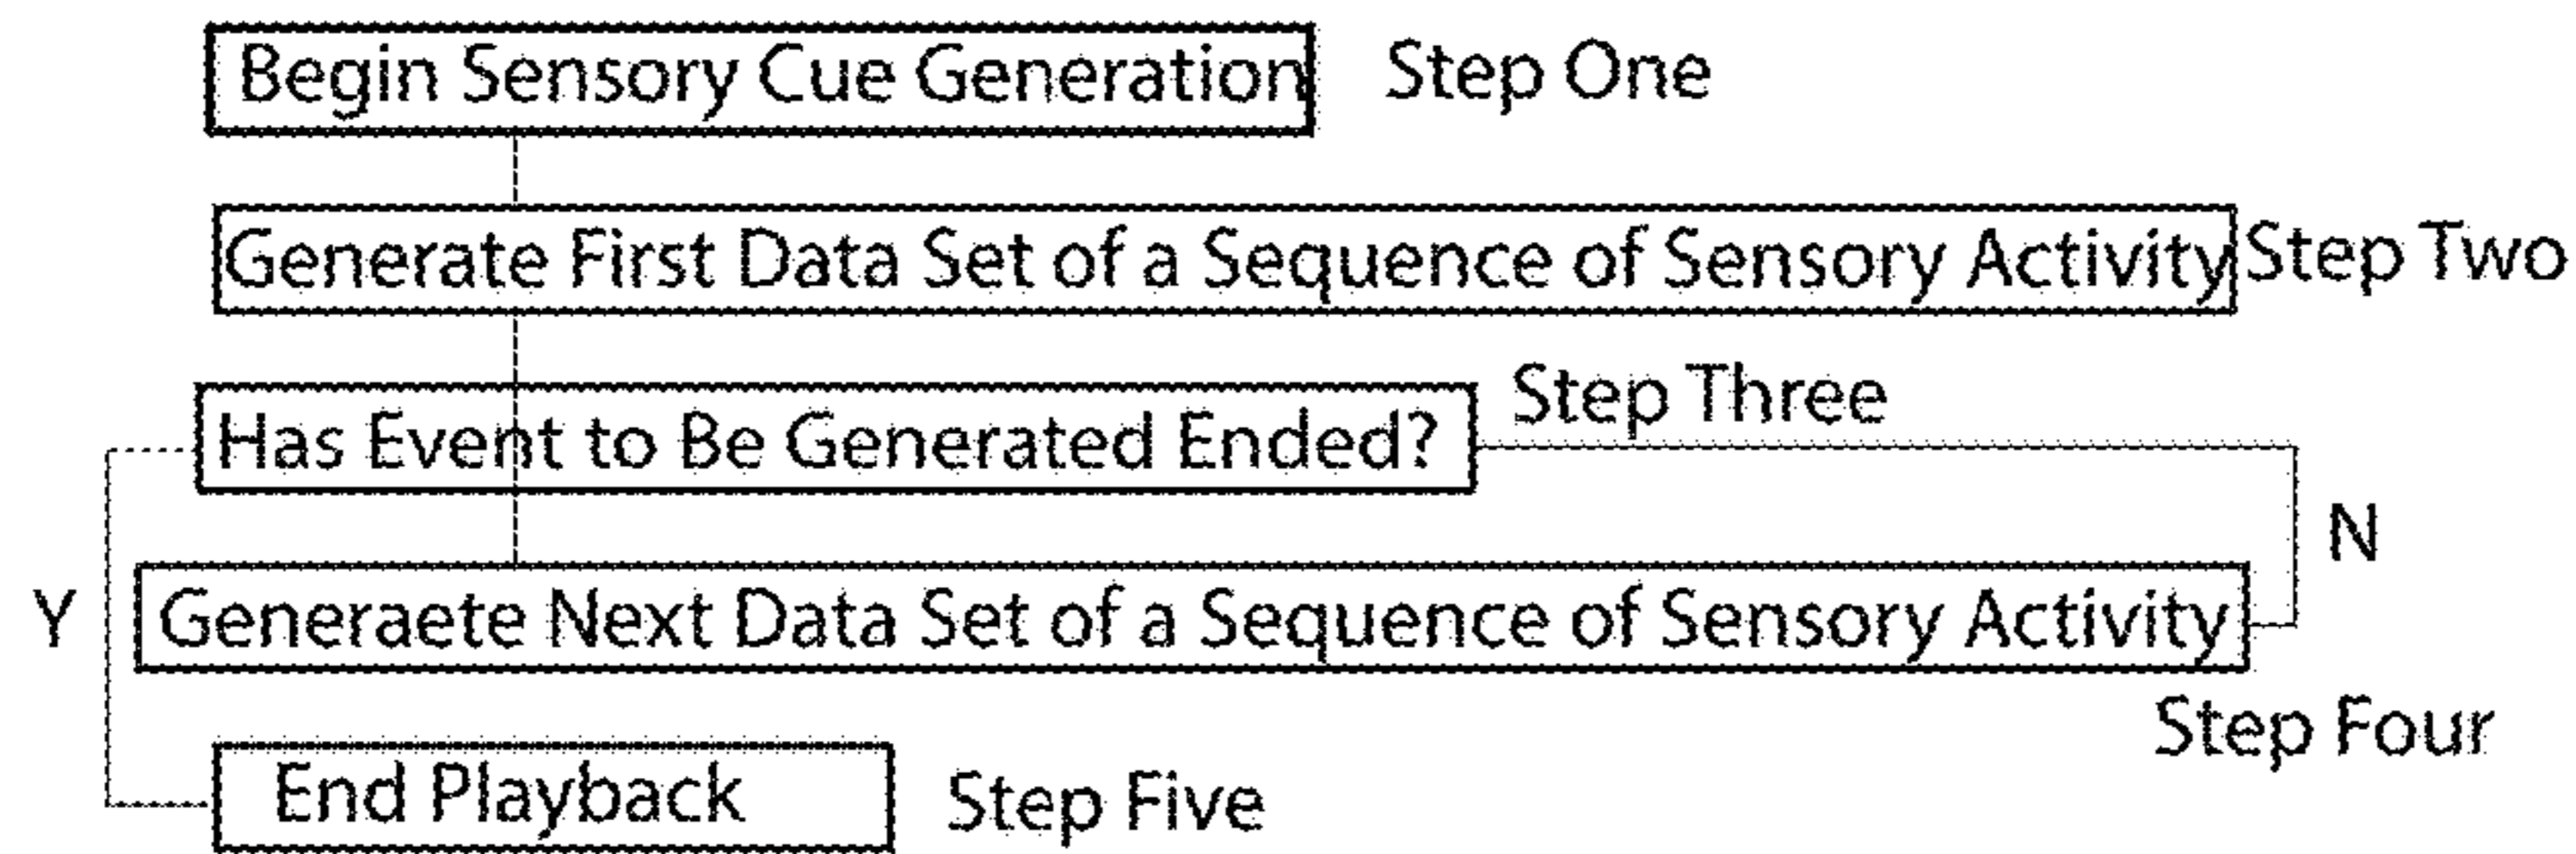 Begin Sensory Cue Generation Step One
Generate First Data Set of a Sequence of Sensory Activity Step Two
Step Three
Has Event to Be Generated Ended?
N
Y
Generaete Next Data Set of a Sequence of Sensory Activity
Step Four
End Playback Step Five